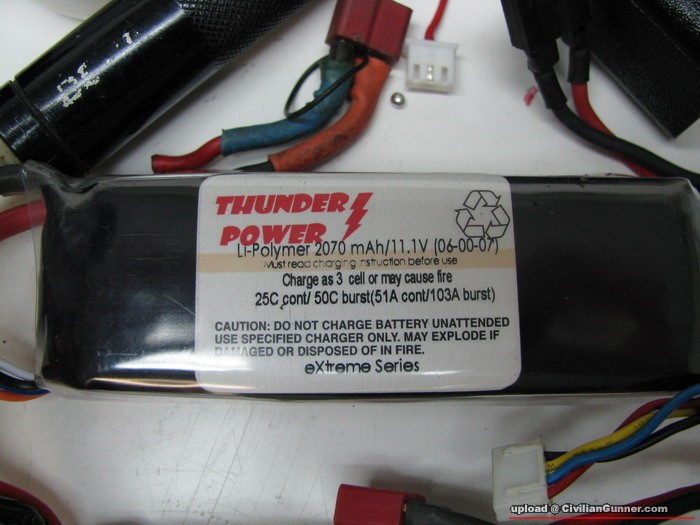 THUNDER
POWER
Li-Polymer 2070 mAh/11.1V (06-00-07)
Must read charging instruction before use
Charge as 3 cell or may cause fire
25C cont/ 50C burst(51A cont/103A burst)
CAUTION: DO NOT CHARGE BATTERY UNATTENDED
USE SPECIFIED CHARGER ONLY. MAY EXPLODE IF
DAMAGED OR DISPOSED OF IN FIRE.
eXtreme Series
upload @ CivilianGunner.com